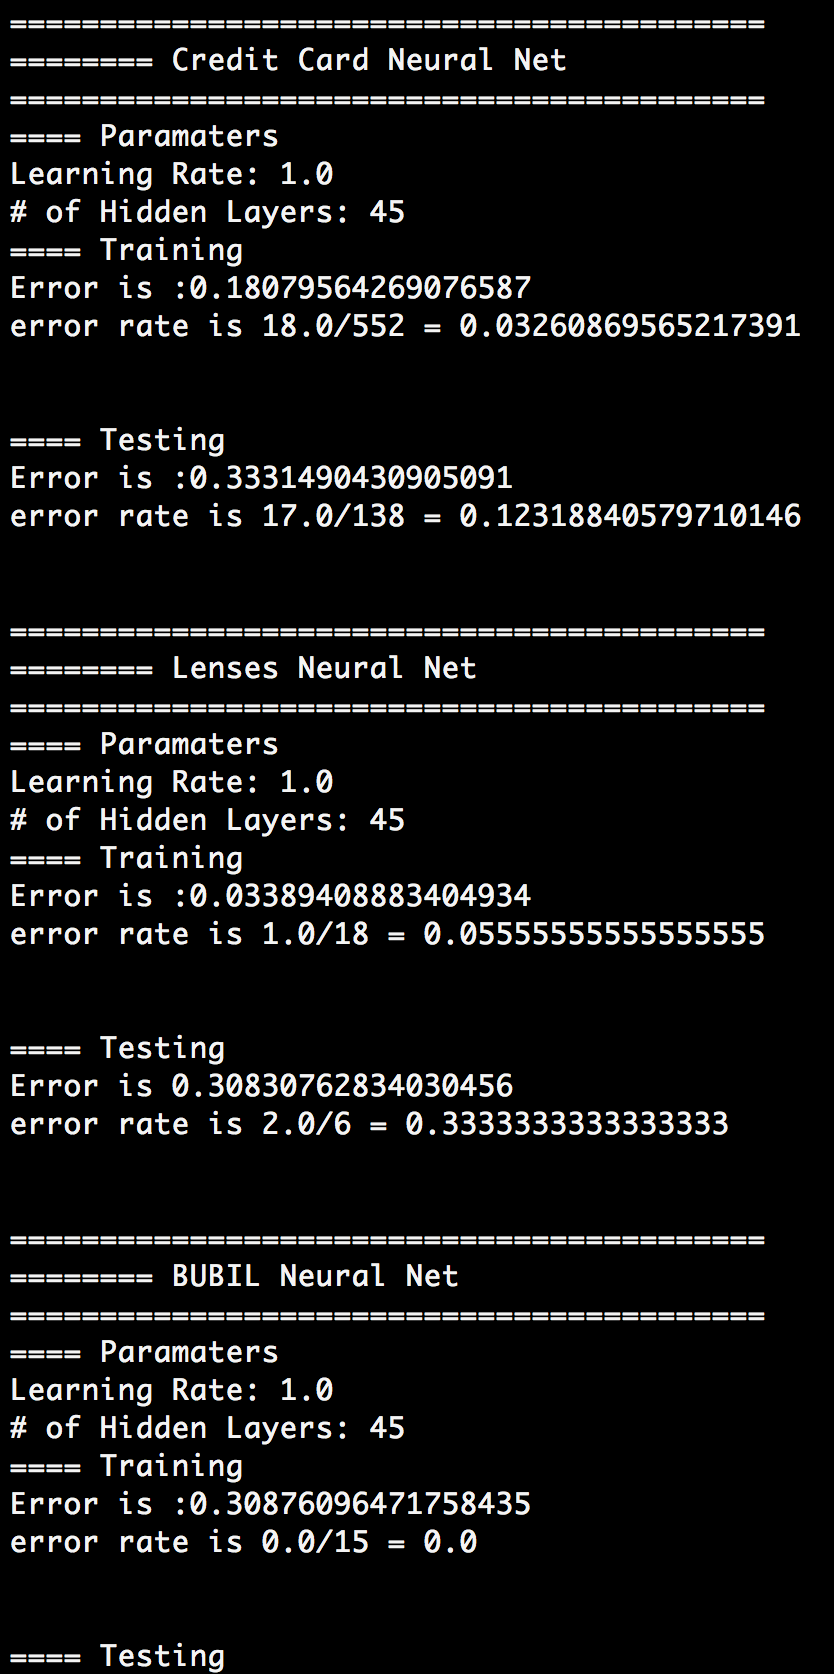 ==========================================
======== Credit Card Neural Net
==========================================
==== Paramaters
Learning Rate: 1.0
# of Hidden Layers: 45
==== Training
Error is :0.18079564269076587
error rate is 18.0/552 = 0.03260869565217391
==== Testing
Error is :0.3331490430905091
error rate is 17.0/138 = 0.12318840579710146
==========================================
======== Lenses Neural Net
==========================================
==== Paramaters
Learning Rate: 1.0
# of Hidden Layers: 45
==== Training
Error is :0.03389408883404934
error rate is 1.0/18 = 0.05555555555555555
==== Testing
Error is 0.30830762834030456
error rate is 2.0/6 = 0.3333333333333333
==========================================
======== BUBIL Neural Net
==========================================
==== Paramaters
Learning Rate: 1.0
# of Hidden Layers: 45
==== Training
Error is :0.30876096471758435
error rate is 0.0/15 = 0.0
==== Testing